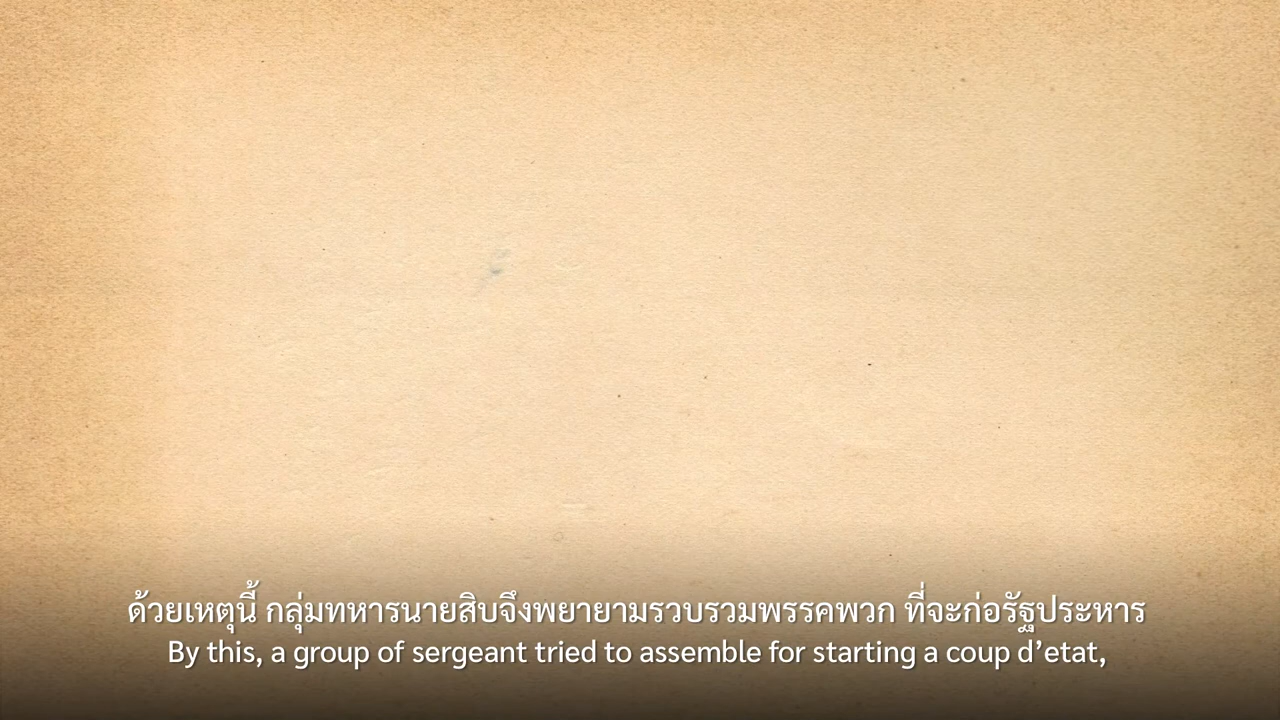 ด้วยเหตุนี้ กลุ่มทหารนายสิบจึงพยายามรวบรวมพรรคพวก ที่จะก่อรัฐประหาร
By this, a group of sergeant tried to assemble for starting a coup d’etat,